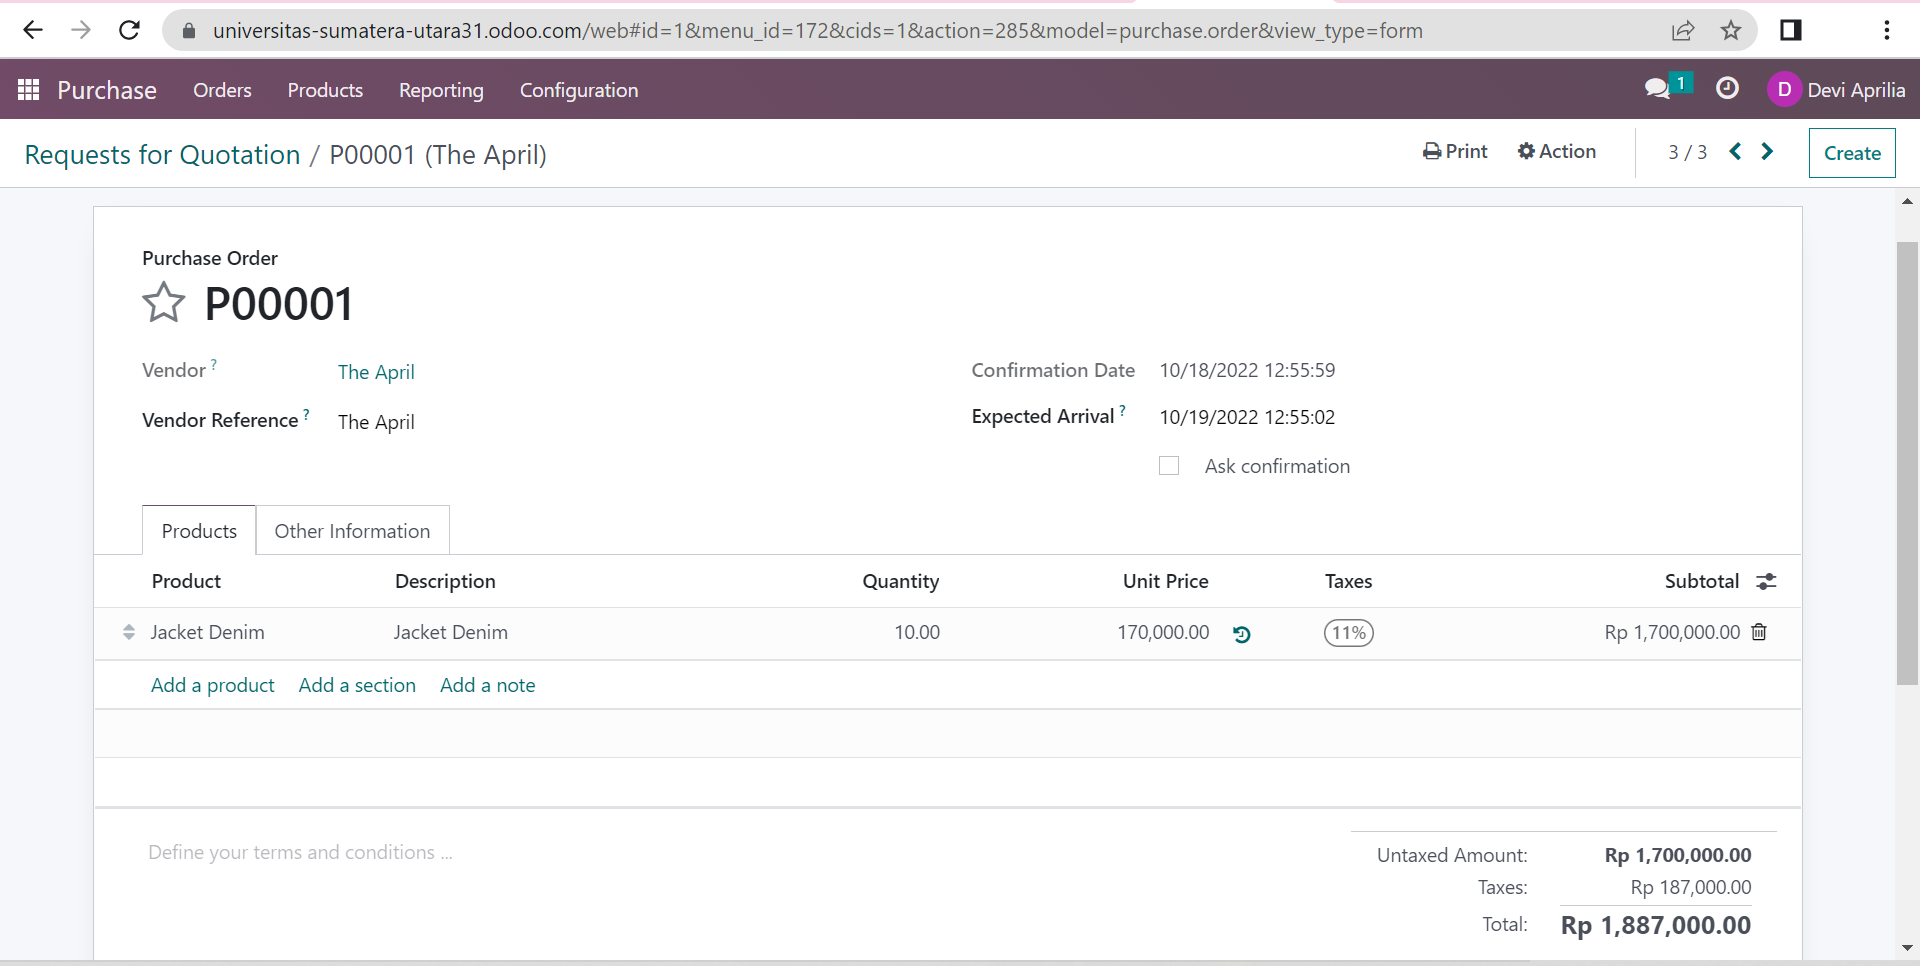 universitas-sumatera-utara31.odoo.com/web#id=1&menu_id=172&cids=1&action=285&model=purchase.order&view_type=form
Purchase Orders Products Reporting Configuration 1 D Devi Aprilia
Requests for Quotation / P00001 (The April) Print Action 3 / 3 Create
Purchase Order
P00001
Vendor ? The April Confirmation Date 10/18/2022 12:55:59
Vendor Reference ? The April Expected Arrival ? 10/19/2022 12:55:02
Ask confirmation
Products Other Information
Product Description Quantity Unit Price Taxes Subtotal
Jacket Denim Jacket Denim 10.00 170,000.00 11% Rp 1,700,000.00
Add a product Add a section Add a note
Define your terms and conditions ... Untaxed Amount: Rp 1,700,000.00
Taxes: Rp 187,000.00
Total: Rp 1,887,000.00